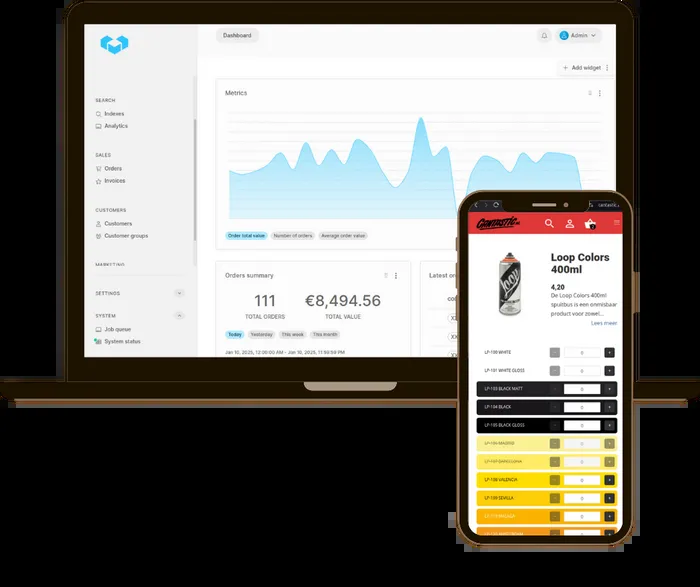 Dashboard
Admin
+ Add widget
Metrics
SEARCH
Indexes
Analytics
SALES
Orders
Invoices
CUSTOMERS
Customers
Customer groups
MARKETING
SETTINGS
SYSTEM
Job queue
System status
Order total value
Number of orders
Average order value
Orders summary
111
TOTAL ORDERS
€8,494.56
TOTAL VALUE
Today
Yesterday
This week
This month
Jan 10, 2025, 12:00:00 AM - Jan 10, 2025, 11:59:59 PM
Latest or
loop
Loop Colors
400ml
4,20
De Loop Colors 400ml
spuitbus is een onmisbaar
product voor zowel...
Lees meer
LP-100 WHITE
- 0 +
LP-101 WHITE GLOSS
- 0 +
LP-103 BLACK MATT
- 0 +
LP-104 BLACK
- 0 +
LP-105 BLACK GLOSS
- 0 +
LP-106 MADRID
- 0 +
LP-107 BARCELONA
- 0 +
LP-108 VALENCIA
- 0 +
LP-109 SEVILLA
- 0 +
0 +